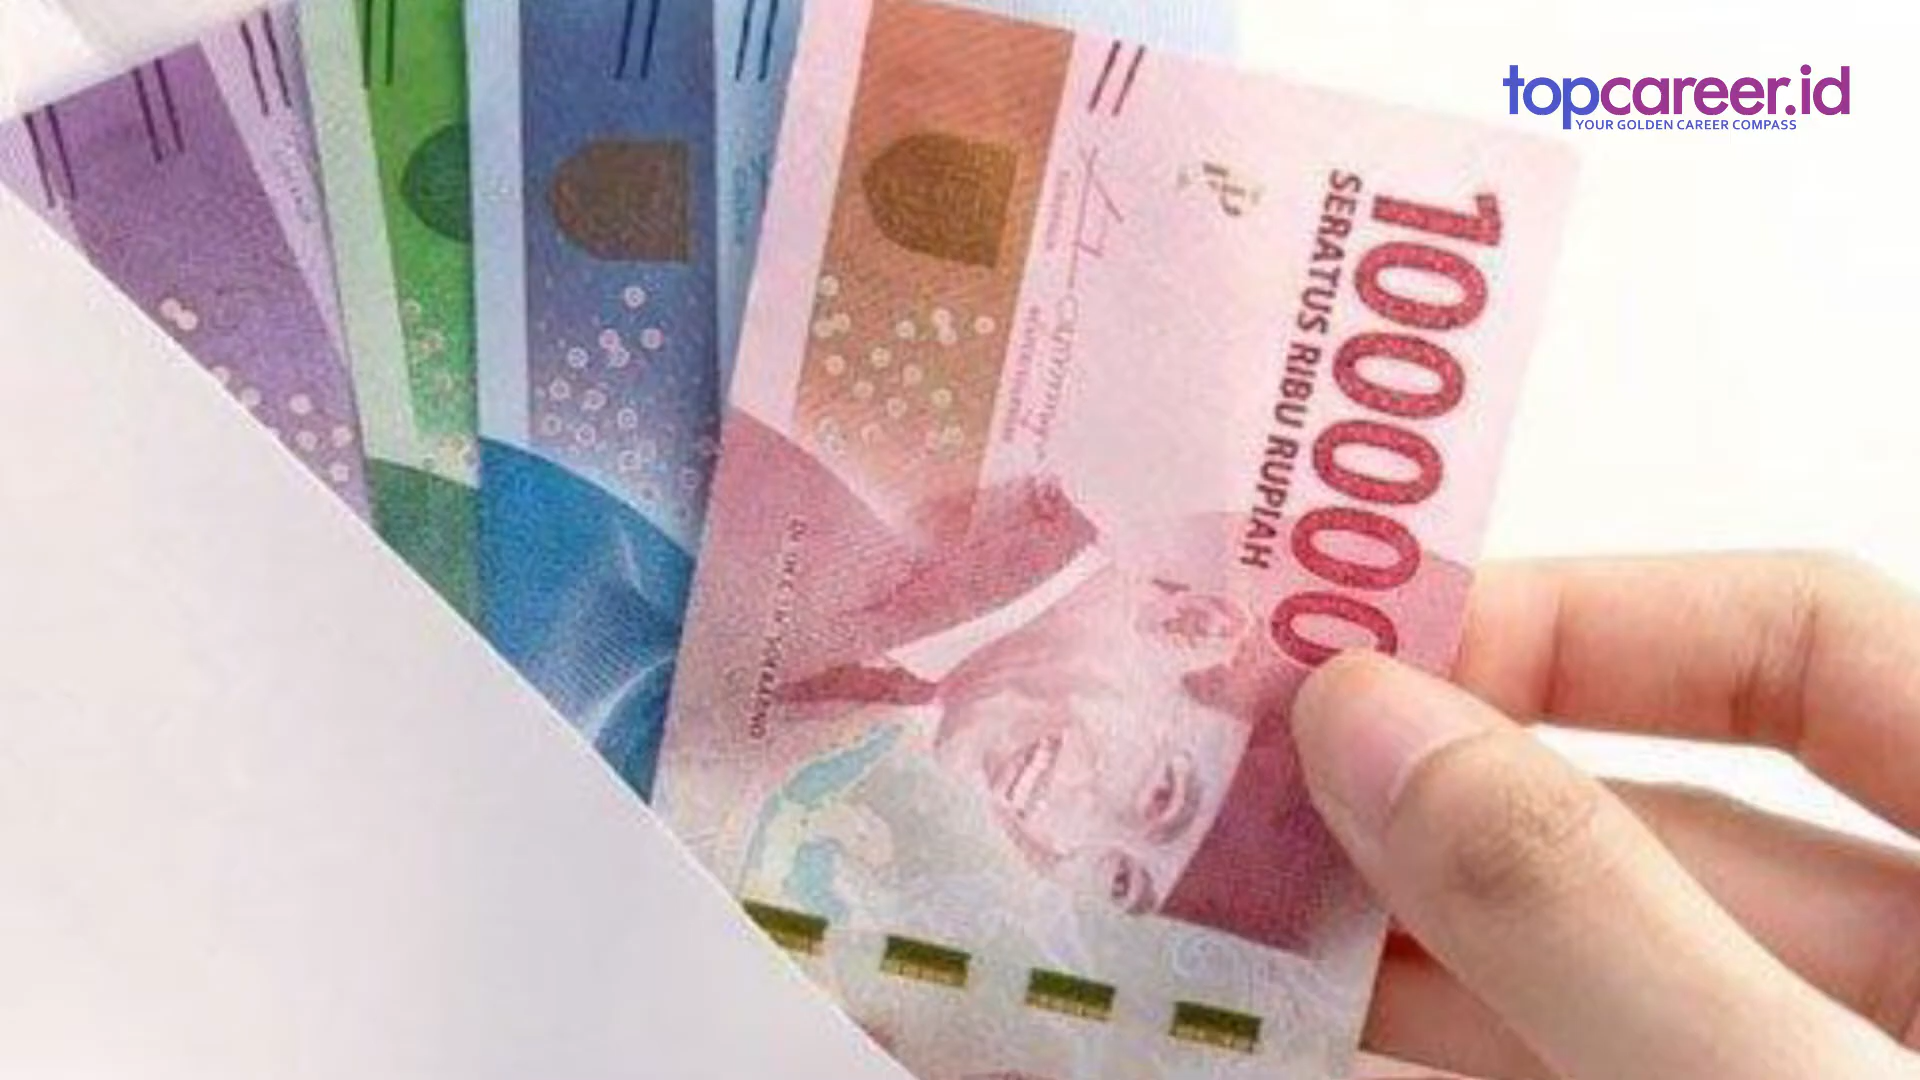 topcareer.id
YOUR GOLDEN CAREER COMPASS
100000
SERATUS RIBU RUPIAH